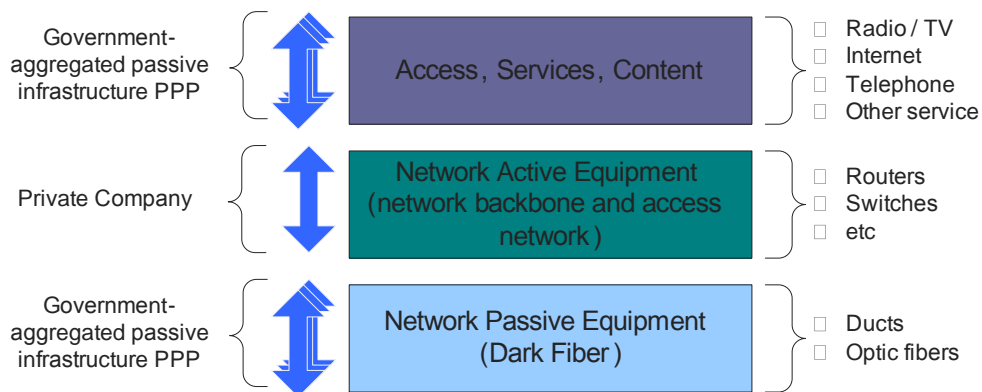 Government-
aggregated passive
infrastructure PPP
Access, Services, Content
Radio / TV
Internet
Telephone
Other service
Private Company
Network Active Equipment
(network backbone and access
network)
Routers
Switches
etc
Government-
aggregated passive
infrastructure PPP
Network Passive Equipment
(Dark Fiber)
Ducts
Optic fibers